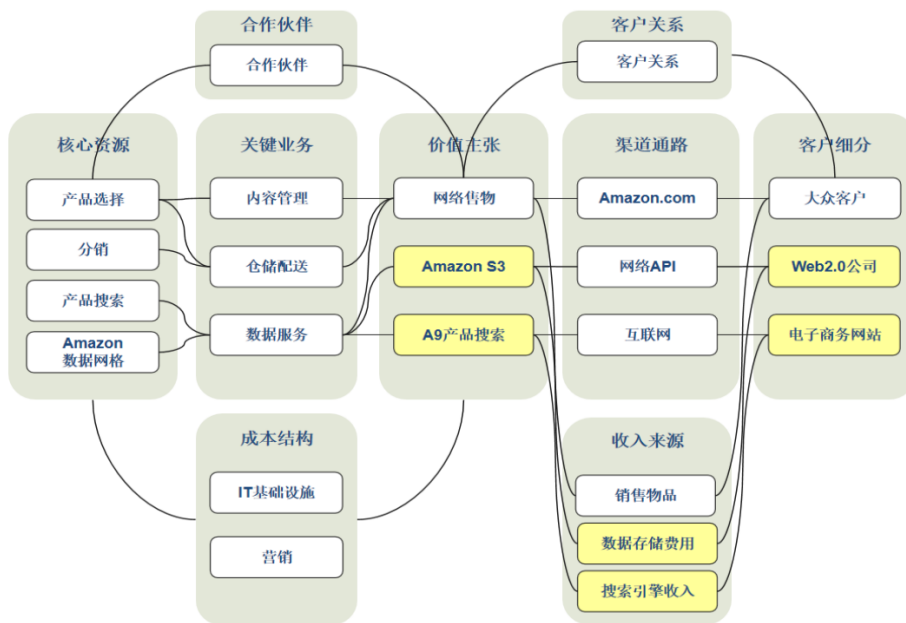 合作伙伴
合作伙伴
客户关系
客户关系
核心资源
产品选择
分销
产品搜索
Amazon
数据网格
关键业务
内容管理
仓储配送
数据服务
价值主张
网络售物
Amazon S3
A9产品搜索
渠道通路
Amazon.com
网络API
互联网
客户细分
大众客户
Web2.0公司
电子商务网站
成本结构
IT基础设施
营销
收入来源
销售物品
数据存储费用
搜索引擎收入